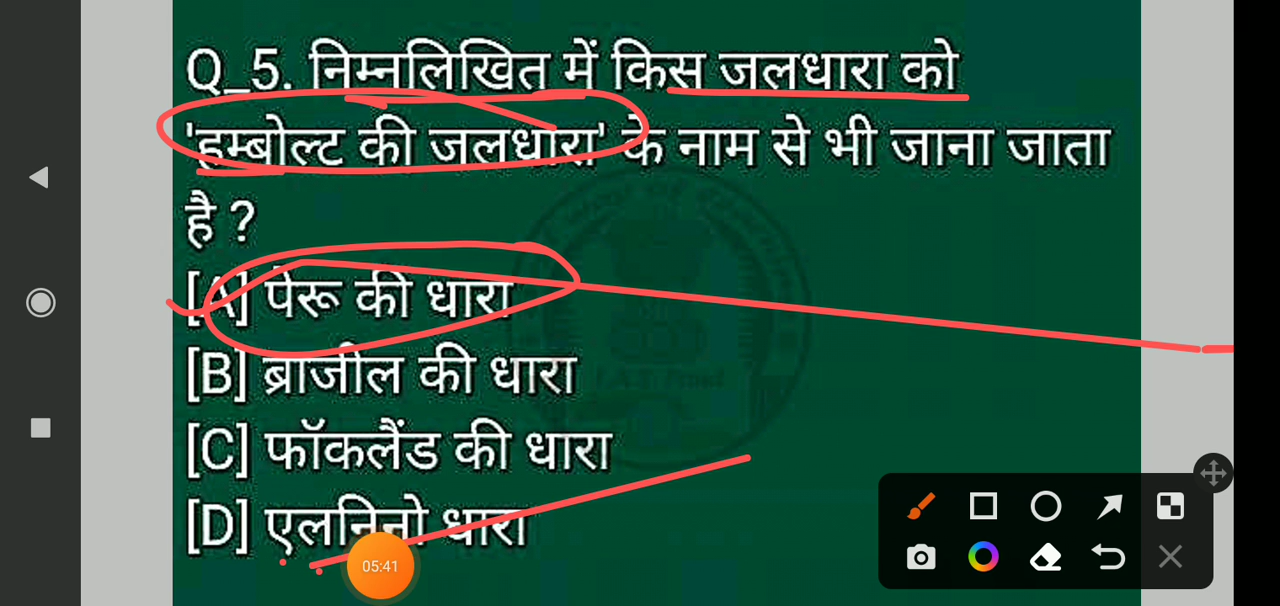 Q_5. निम्नलिखित में किस जलधारा को
'हम्बोल्ट की जलधारा' के नाम से भी जाना जाता
है ?
[A] पेरू की धारा
[B] ब्राजील की धारा
[C] फॉकलैंड की धारा
[D] एलनिनो धारा
05:41